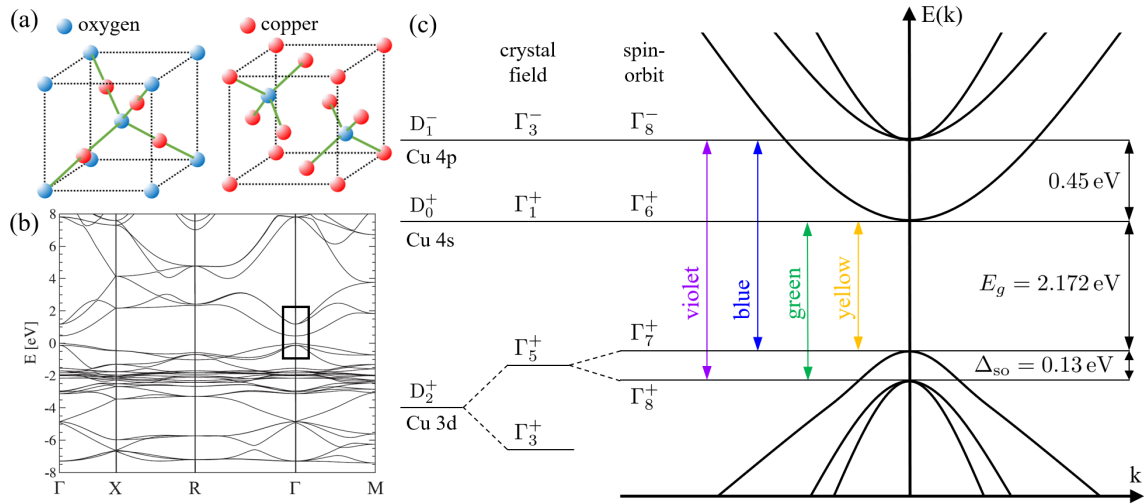 (a) oxygen copper
(b)
E [eV]
8
6
4
2
0
-2
-4
-6
-8
Γ X R Γ M
(c)
E(k)
crystal field
spin-orbit
D₁⁻ Γ₃⁻ Γ₈⁻
Cu 4p
0.45 eV
D₀⁺ Γ₁⁺ Γ₆⁺
Cu 4s
violet
blue
green
yellow
E_g = 2.172 eV
Γ₅⁺ Γ₇⁺
Δ_so = 0.13 eV
D₂⁺ Γ₈⁺
Cu 3d
Γ₃⁺
k